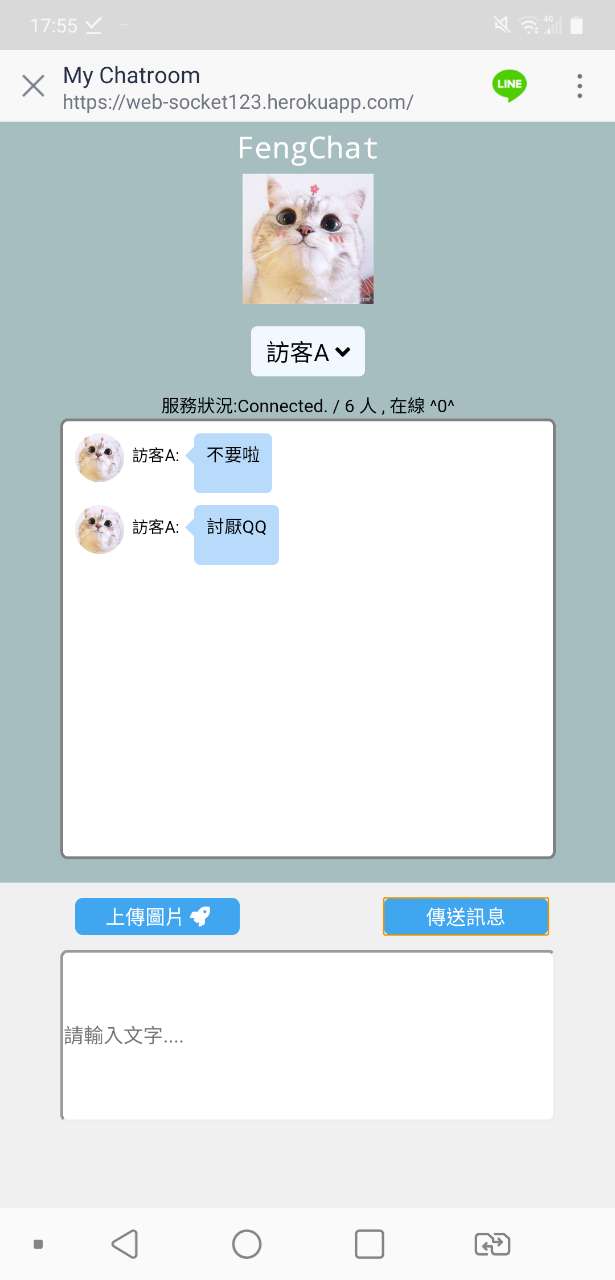 17:55
4G
My Chatroom
https://web-socket123.herokuapp.com/
LINE
FengChat
訪客A
服務狀況:Connected. / 6 人 , 在線 ^0^
訪客A: 不要啦
訪客A: 討厭QQ
上傳圖片 傳送訊息
請輸入文字....